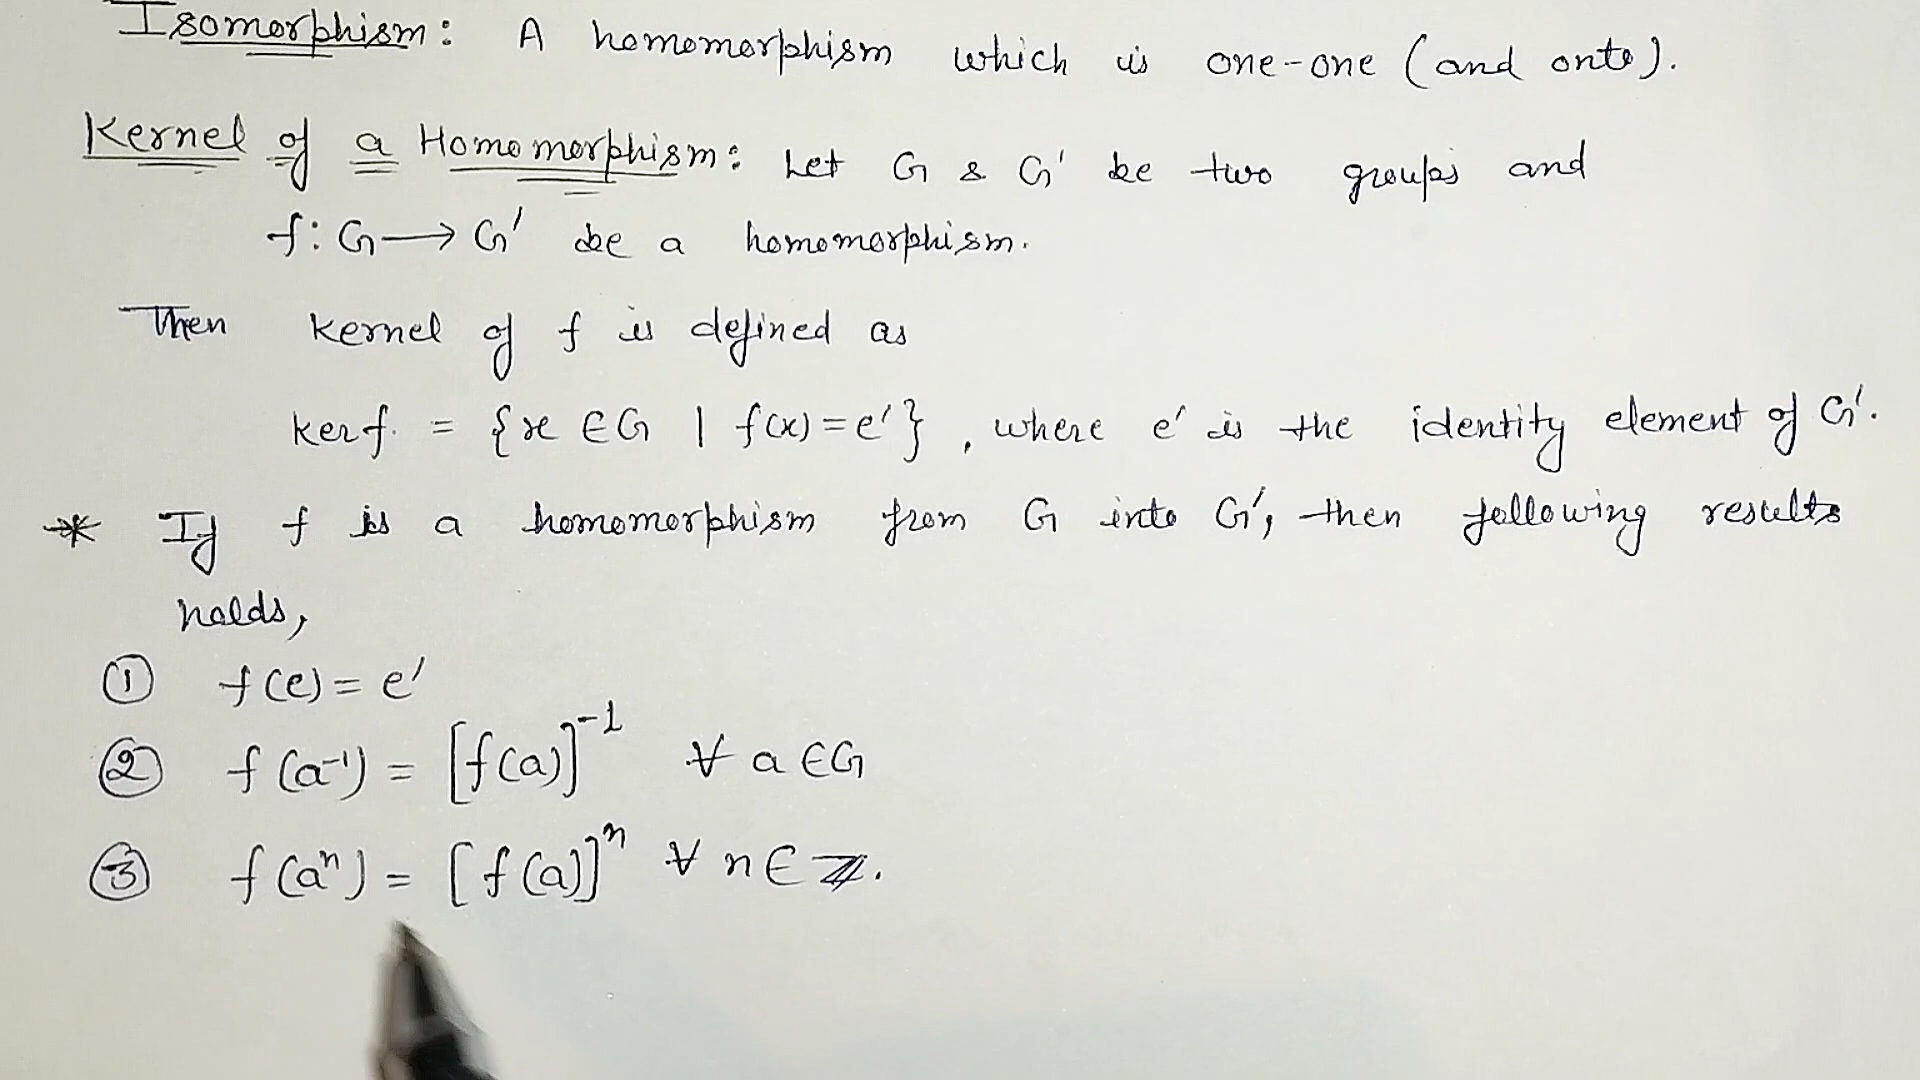 Isomorphism: A homomorphism which is one-one (and onto).
Kernel of a Homomorphism: Let G & G' be two groups and
f: G → G' be a homomorphism.
Then kernel of f is defined as
kerf. = {x ∈ G | f(x) = e'}, where e' is the identity element of G'.
* If f is a homomorphism from G into G', then following results
holds,
① f(e) = e'
② f(a⁻¹) = [f(a)]⁻¹ ∀ a ∈ G
③ f(aⁿ) = [f(a)]ⁿ ∀ n ∈ ℤ.